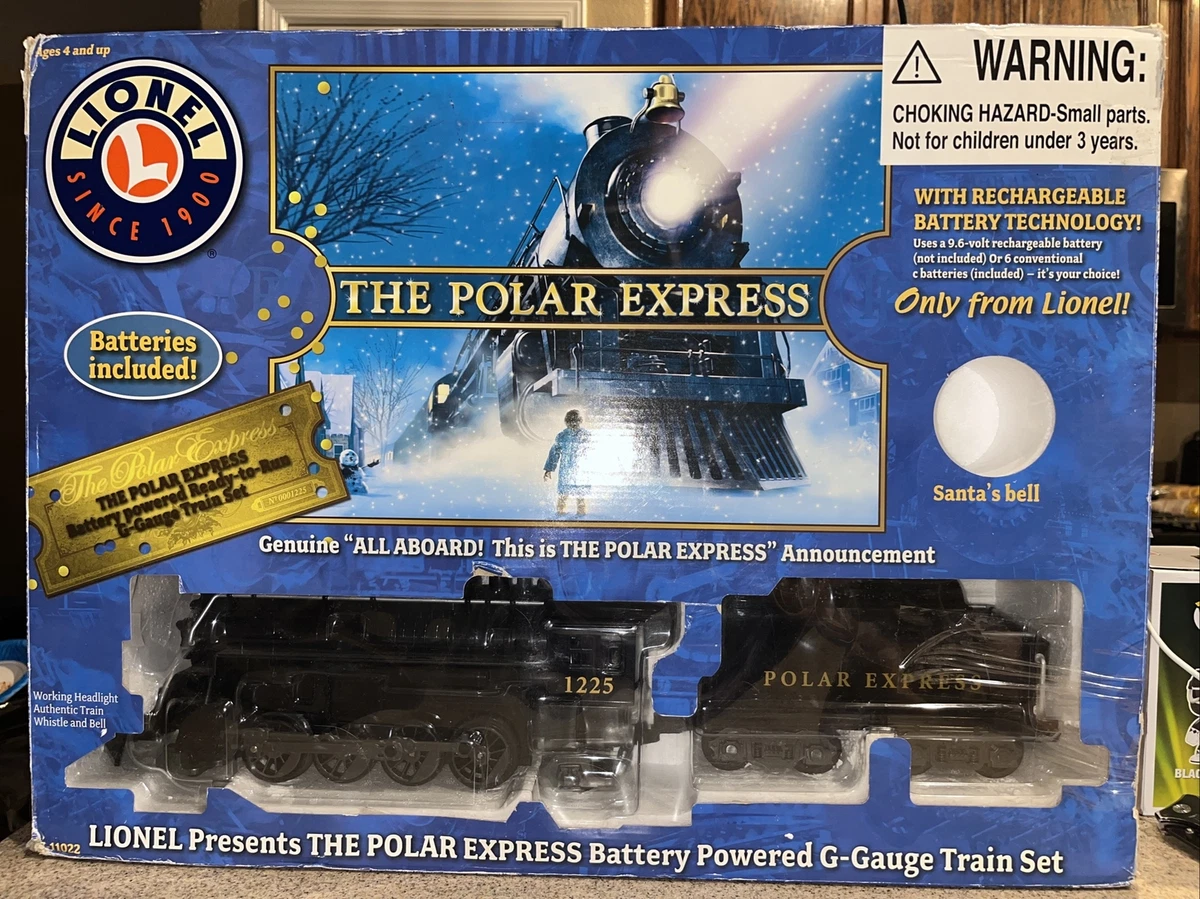 Ages 4 and up
LIONEL
L
SINCE 1900
®
WARNING:
CHOKING HAZARD-Small parts.
Not for children under 3 years.
WITH RECHARGEABLE
BATTERY TECHNOLOGY!
Uses a 9.6-volt rechargeable battery
(not included) Or 6 conventional
c batteries (included) – it's your choice!
Only from Lionel!
THE POLAR EXPRESS
Batteries
included!
The Polar Express
THE POLAR EXPRESS
Battery powered Ready-to-Run
G-Gauge Train Set
Nº 0001225
Santa's bell
Genuine "ALL ABOARD! This is THE POLAR EXPRESS" Announcement
1225
POLAR EXPRESS
Working Headlight
Authentic Train
Whistle and Bell
11022
LIONEL Presents THE POLAR EXPRESS Battery Powered G-Gauge Train Set